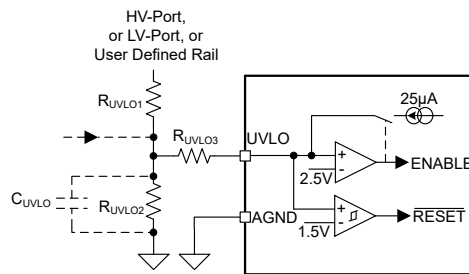 HV-Port,
or LV-Port, or
User Defined Rail
RUVLO1
25µA
RUVLO3
UVLO
2.5V
ENABLE
CUVLO
RUVLO2
AGND
1.5V
RESET